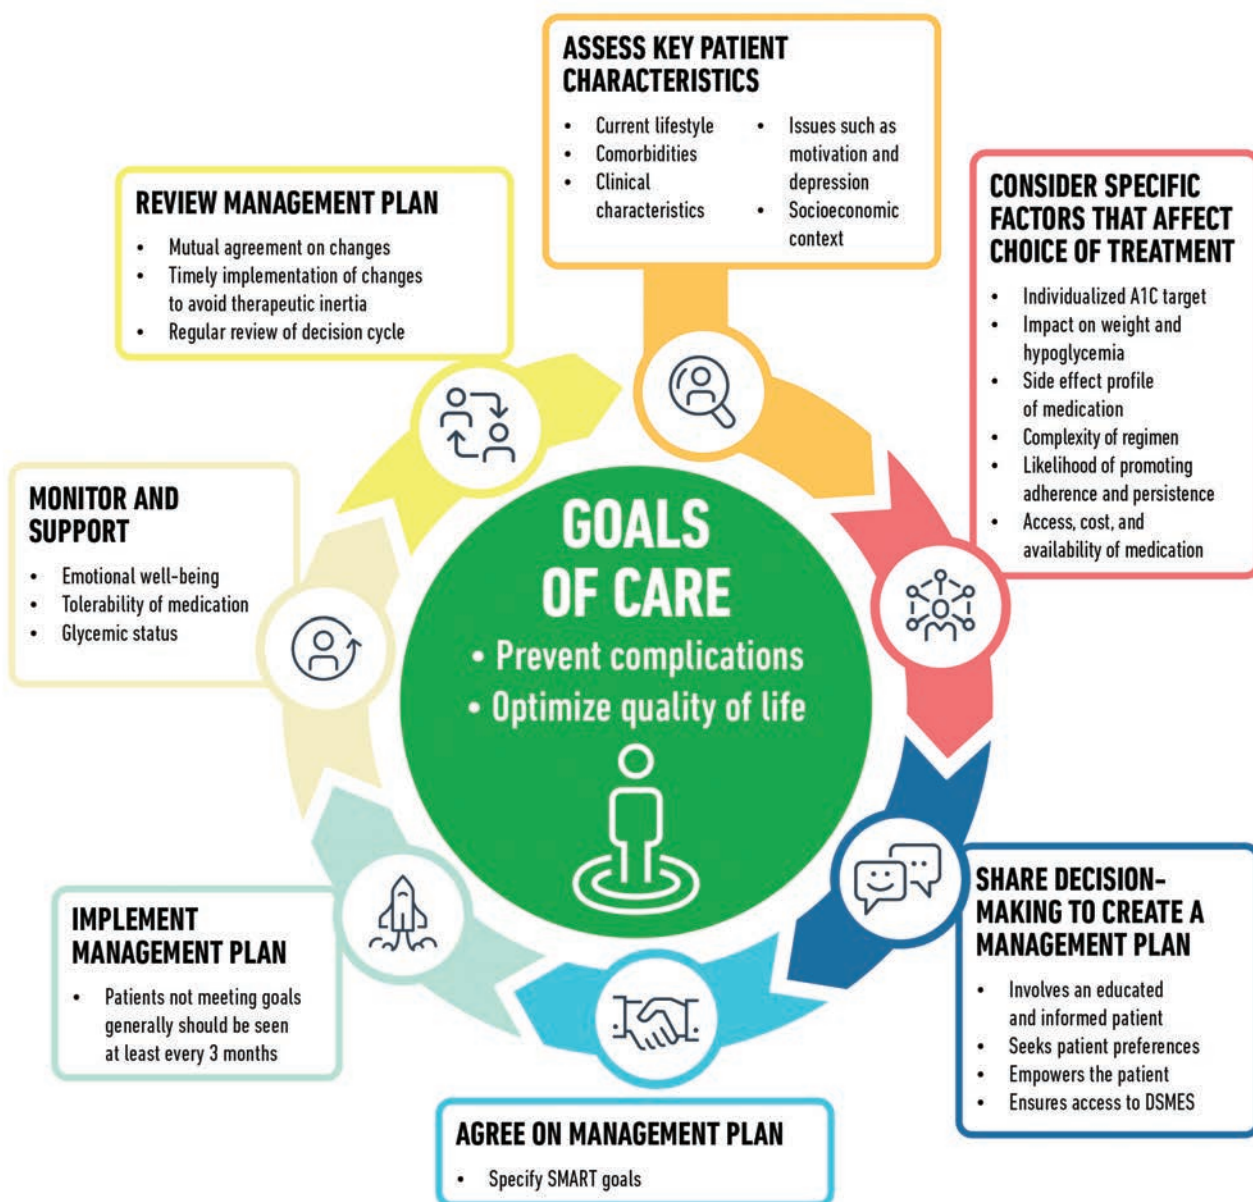 ASSESS KEY PATIENT
CHARACTERISTICS
• Current lifestyle
• Comorbidities
• Clinical
characteristics
• Issues such as
motivation and
depression
• Socioeconomic
context
CONSIDER SPECIFIC
FACTORS THAT AFFECT
CHOICE OF TREATMENT
• Individualized A1C target
• Impact on weight and
hypoglycemia
• Side effect profile
of medication
• Complexity of regimen
• Likelihood of promoting
adherence and persistence
• Access, cost, and
availability of medication
SHARE DECISION-
MAKING TO CREATE A
MANAGEMENT PLAN
• Involves an educated
and informed patient
• Seeks patient preferences
• Empowers the patient
• Ensures access to DSMES
AGREE ON MANAGEMENT PLAN
• Specify SMART goals
IMPLEMENT
MANAGEMENT PLAN
• Patients not meeting goals
generally should be seen
at least every 3 months
MONITOR AND
SUPPORT
• Emotional well-being
• Tolerability of medication
• Glycemic status
REVIEW MANAGEMENT PLAN
• Mutual agreement on changes
• Timely implementation of changes
to avoid therapeutic inertia
• Regular review of decision cycle
GOALS
OF CARE
• Prevent complications
• Optimize quality of life